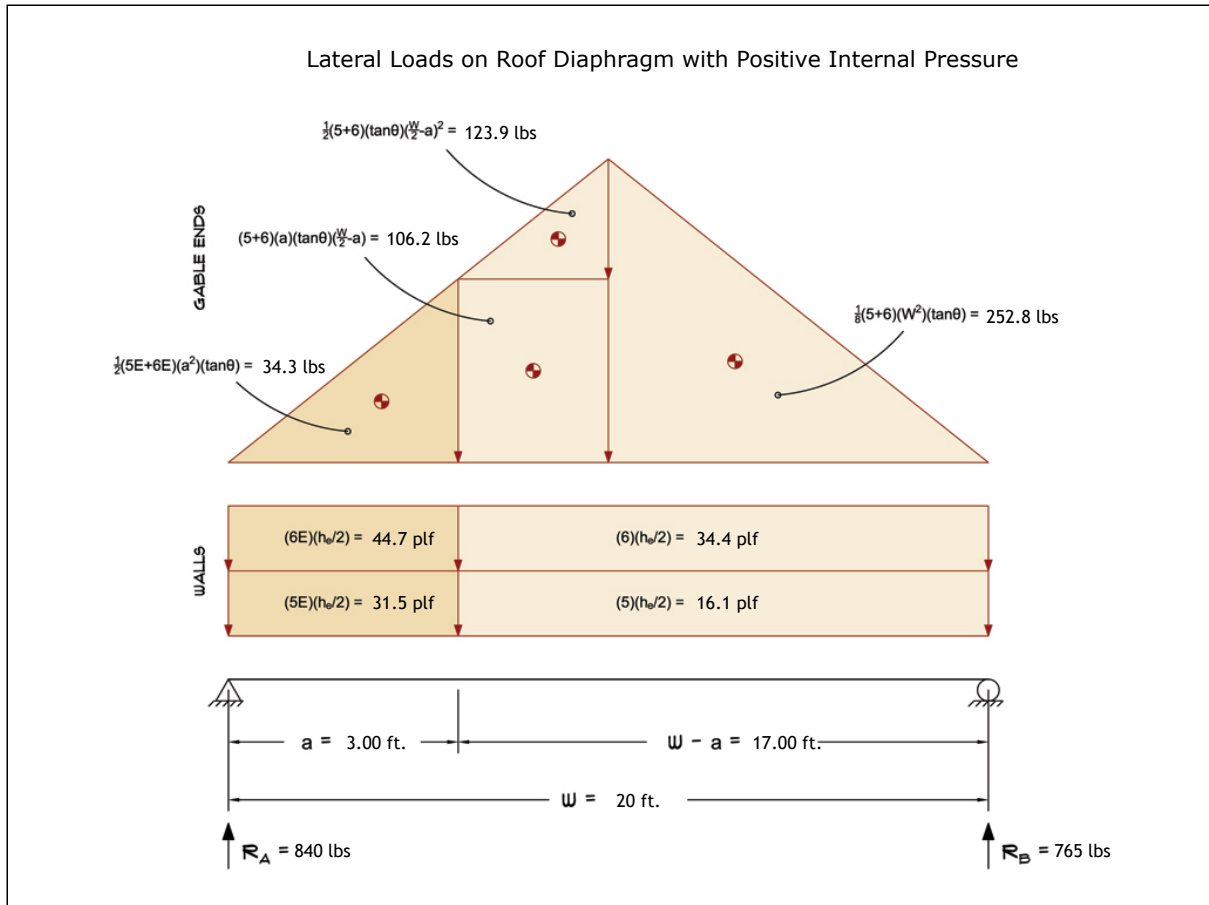 Lateral Loads on Roof Diaphragm with Positive Internal Pressure
½(5+6)(tanθ)(W/2-a)² = 123.9 lbs
GABLE ENDS
(5+6)(a)(tanθ)(W/2-a) = 106.2 lbs
⅛(5+6)(W²)(tanθ) = 252.8 lbs
½(5E+6E)(a²)(tanθ) = 34.3 lbs
WALLS
(6E)(hₑ/2) = 44.7 plf
(6)(hₑ/2) = 34.4 plf
(5E)(hₑ/2) = 31.5 plf
(5)(hₑ/2) = 16.1 plf
a = 3.00 ft.
W - a = 17.00 ft.
W = 20 ft.
R_A = 840 lbs
R_B = 765 lbs